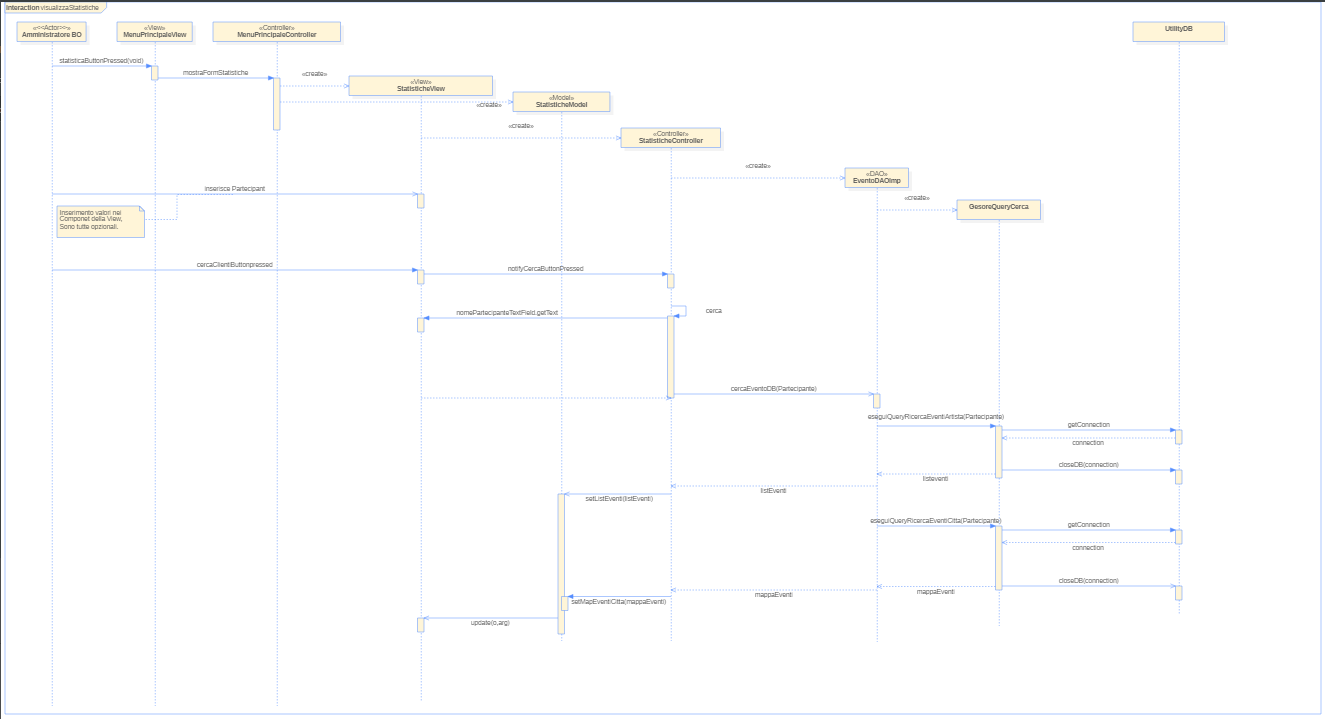 Interaction visualizzaStatistiche
«<<Actor>>»
Amministratore BO
«View»
MenuPrincipaleView
«Controller»
MenuPrincipaleController
UtilityDB
statisticaButtonPressed(void)
mostraFormStatistiche
«create»
«View»
StatisticheView
«create»
«Model»
StatisticheModel
«create»
«Controller»
StatisticheController
«create»
«DAO»
EventoDAOImp
«create»
GesoreQueryCerca
inserisce Partecipant
Inserimento valori nei
Componet della View,
Sono tutte opzionali.
cercaClientiButtonpressed
notifyCercaButtonPressed
cerca
nomePartecipanteTextField.getText
cercaEventoDB(Partecipante)
eseguiQueryRicercaEventiArtista(Partecipante)
getConnection
connection
closeDB(connection)
listeventi
listEventi
setListEventi(listEventi)
eseguiQueryRicercaEventiCitta(Partecipante)
getConnection
connection
closeDB(connection)
mappaEventi
mappaEventi
setMapEventiCitta(mappaEventi)
update(o,arg)